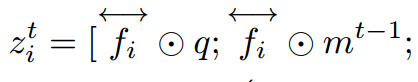 $z_i^t = [\overleftrightarrow{f_i} \odot q; \overleftrightarrow{f_i} \odot m^{t-1};$